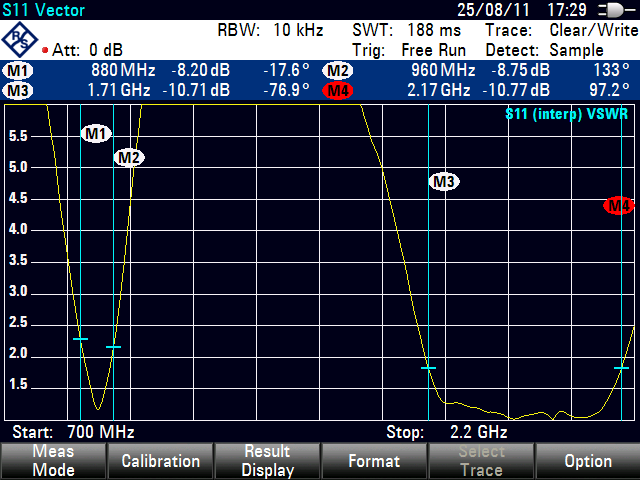 S11 Vector 25/08/11 17:29
RBW: 10 kHz SWT: 188 ms Trace: Clear/Write
Att: 0 dB Trig: Free Run Detect: Sample
M1 880 MHz -8.20 dB -17.6 ° M2 960 MHz -8.75 dB 133 °
M3 1.71 GHz -10.71 dB -76.9 ° M4 2.17 GHz -10.77 dB 97.2 °
S11 (interp) VSWR
5.5
M1
M2
5.0
M3
4.5
M4
4.0
3.5
3.0
2.5
2.0
1.5
Start: 700 MHz Stop: 2.2 GHz
Meas Mode
Calibration
Result Display
Format
Select Trace
Option
R&S